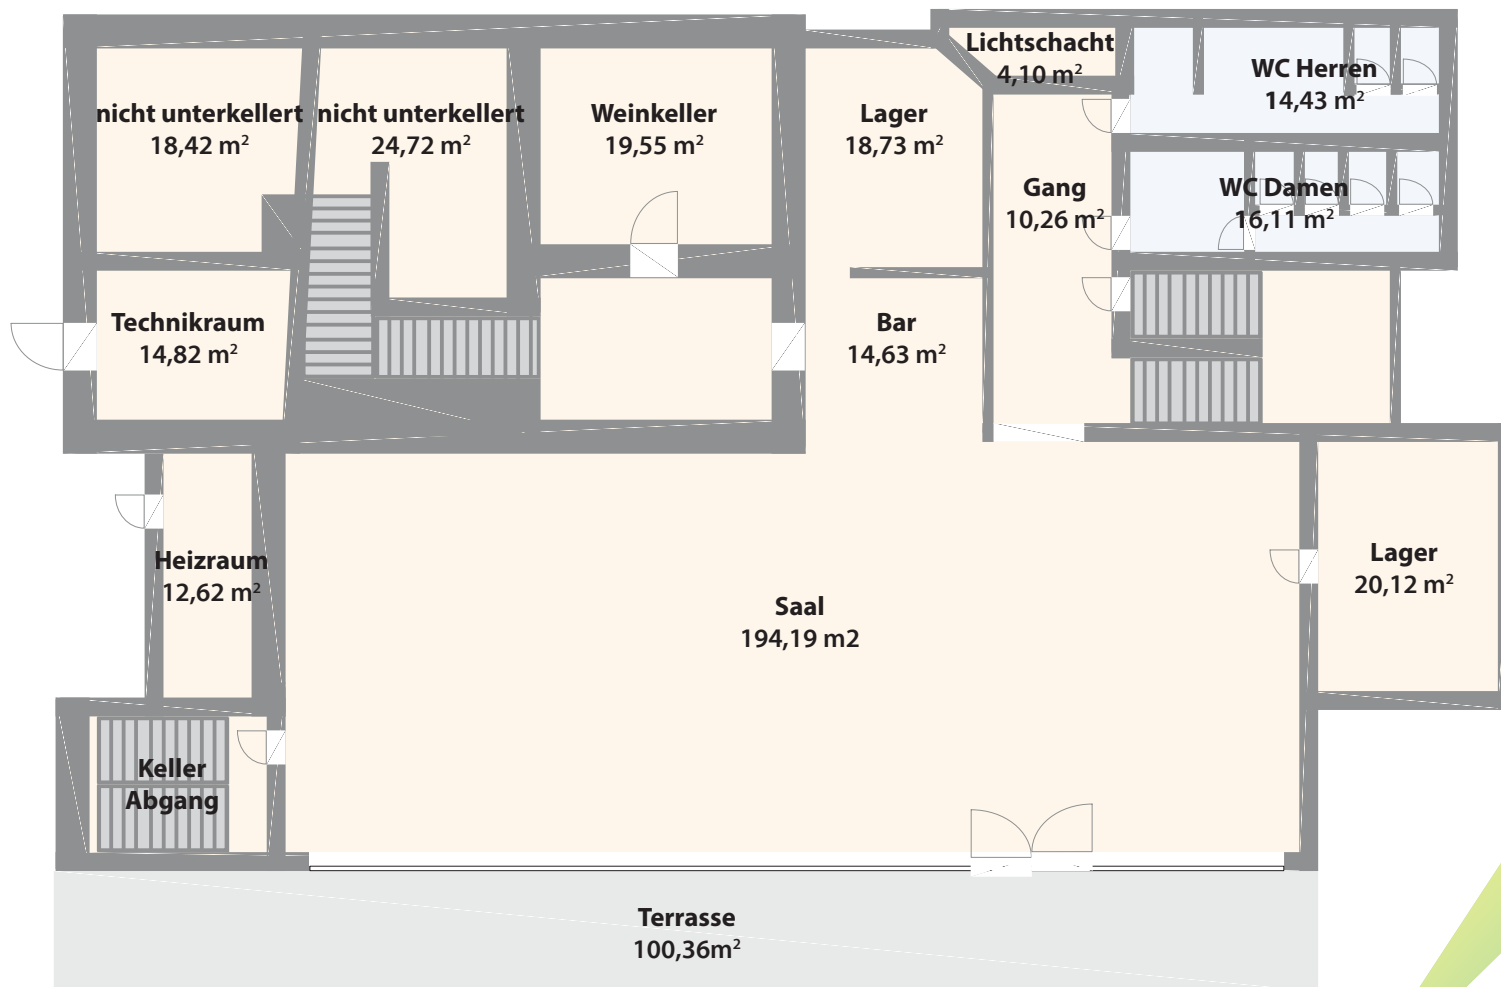 Lichtschacht
4,10 m²
WC Herren
14,43 m²
nicht unterkellert
18,42 m²
nicht unterkellert
24,72 m²
Weinkeller
19,55 m²
Lager
18,73 m²
Gang
10,26 m²
WC Damen
16,11 m²
Technikraum
14,82 m²
Bar
14,63 m²
Heizraum
12,62 m²
Saal
194,19 m2
Lager
20,12 m²
Keller
Abgang
Terrasse
100,36m²